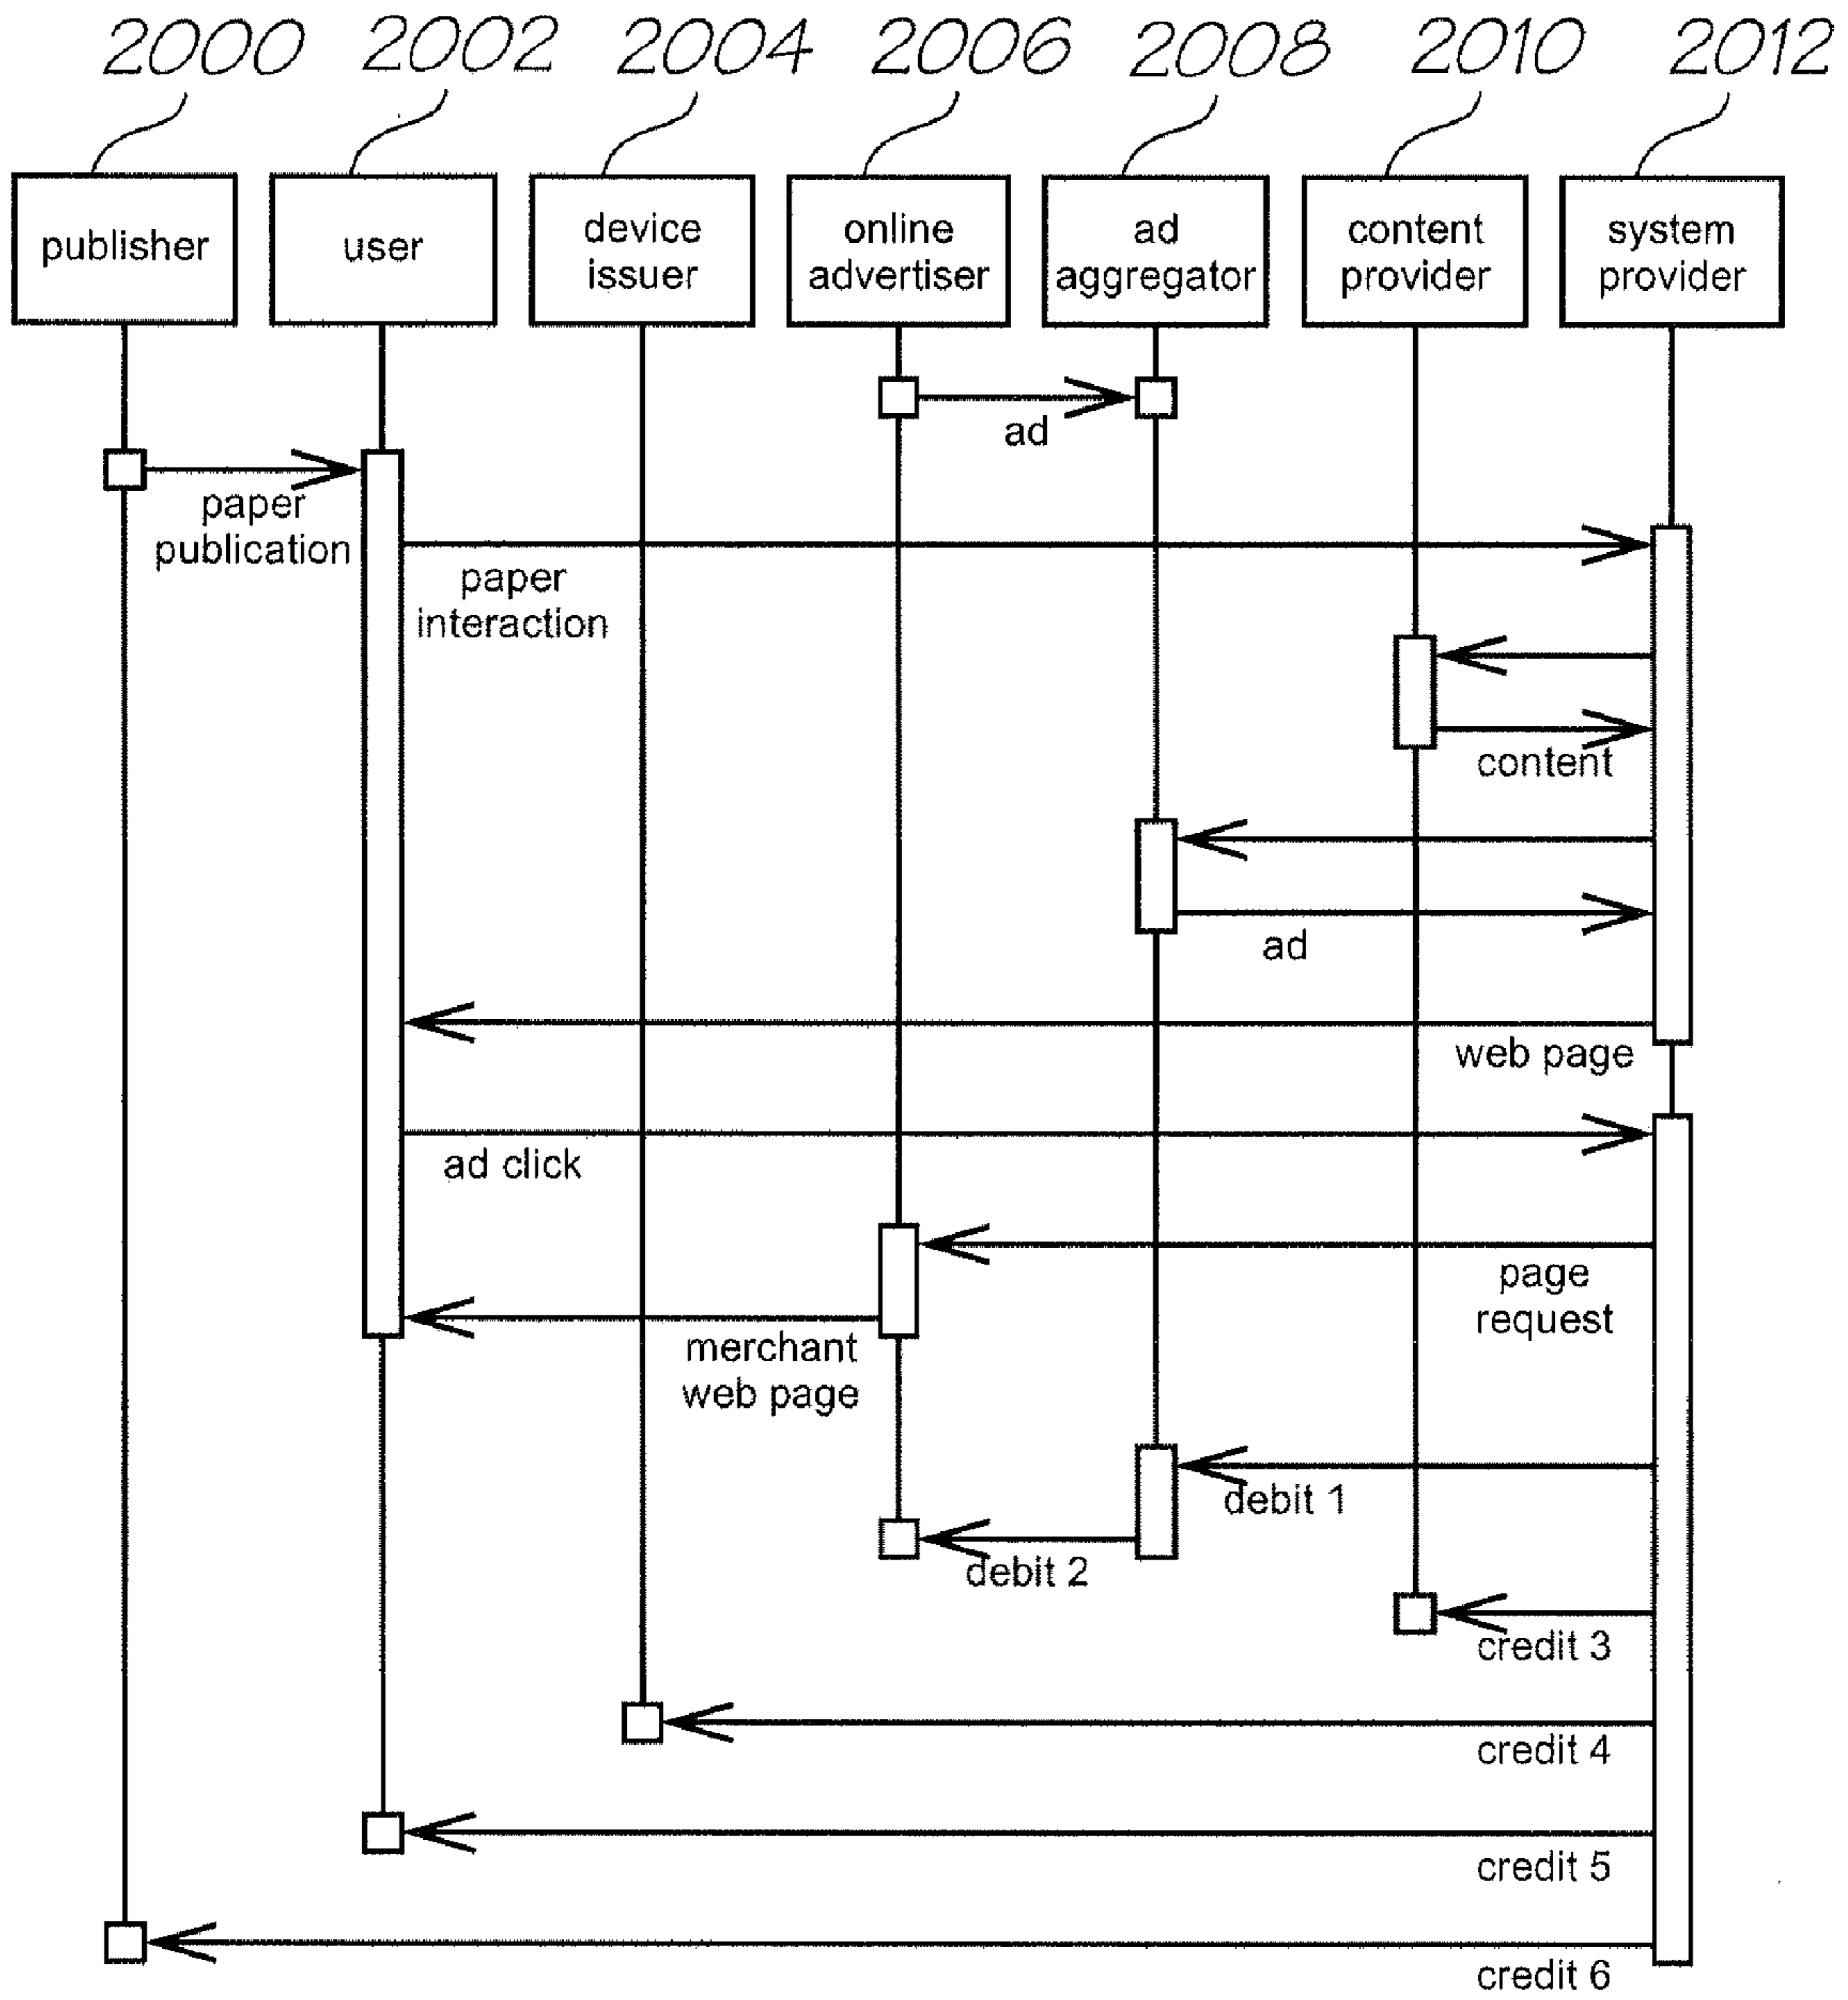 2000 2002 2004 2006 2008 2010 2012
publisher
user
device
issuer
online
advertiser
ad
aggregator
content
provider
system
provider
ad
paper
publication
paper
interaction
content
ad
web page
ad click
page
request
merchant
web page
debit 1
debit 2
credit 3
credit 4
credit 5
credit 6